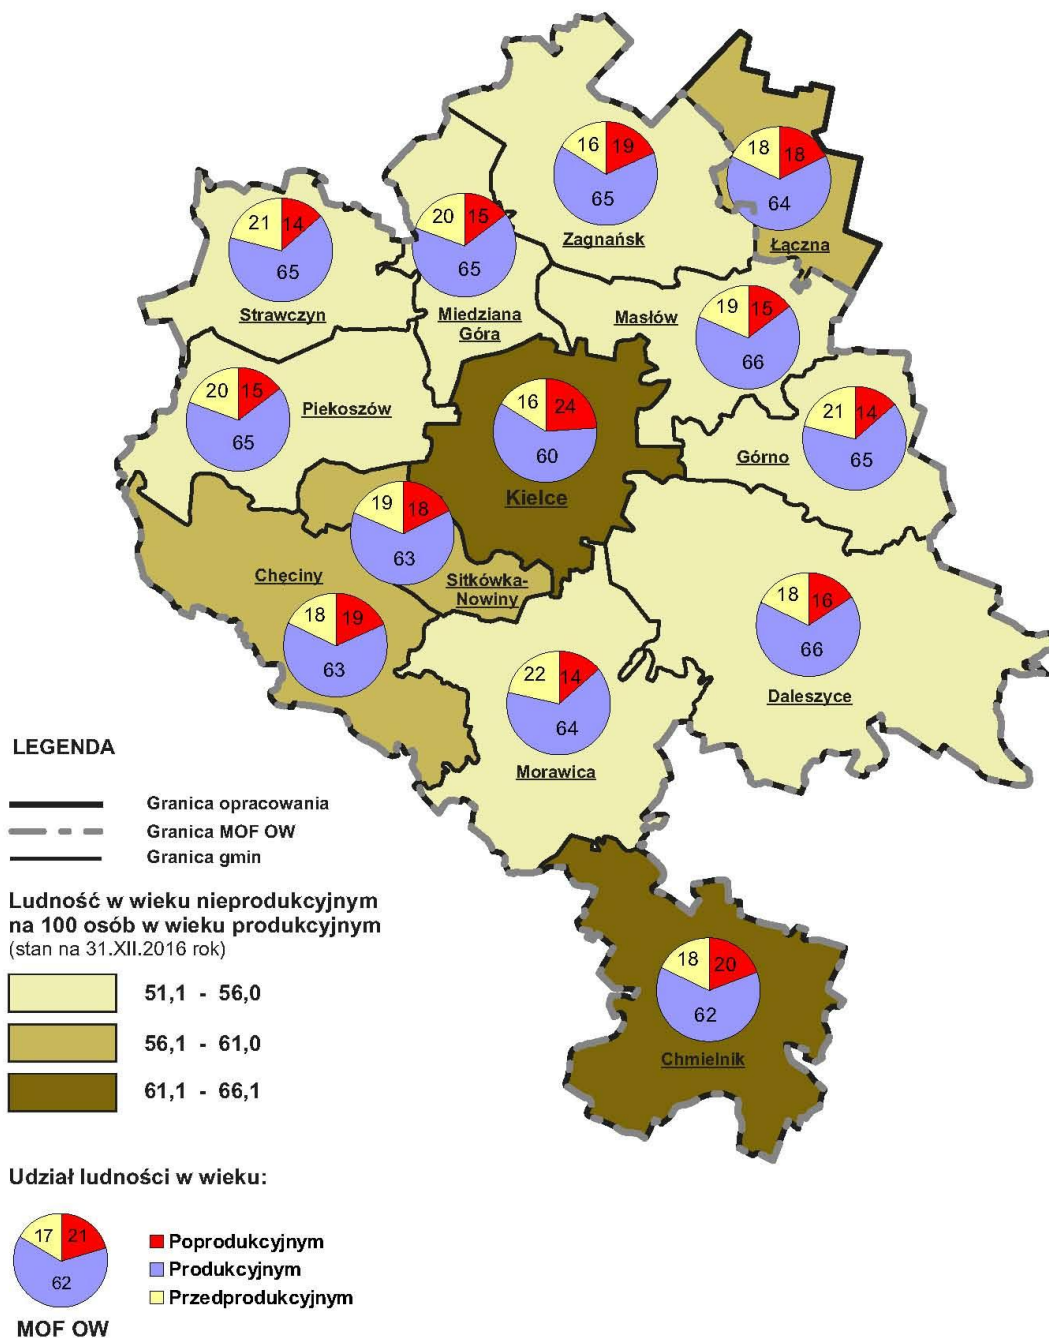 16 19
65
Zagnańsk
18 18
64
Łączna
21 14
65
Strawczyn
20 15
65
Miedziana
Góra
Masłów
19 15
66
20 15
65
Piekoszów
16 24
60
Kielce
21 14
65
Górno
19 18
63
Sitkówka-
Nowiny
Chęciny
18 19
63
18 16
66
Daleszyce
22 14
64
Morawica
18 20
62
Chmielnik
LEGENDA
Granica opracowania
Granica MOF OW
Granica gmin
Ludność w wieku nieprodukcyjnym
na 100 osób w wieku produkcyjnym
(stan na 31.XII.2016 rok)
51,1 - 56,0
56,1 - 61,0
61,1 - 66,1
Udział ludności w wieku:
17 21
62
MOF OW
Poprodukcyjnym
Produkcyjnym
Przedprodukcyjnym